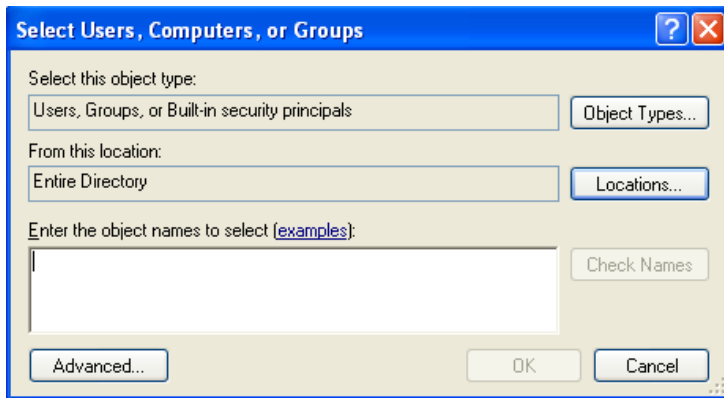 Select Users, Computers, or Groups
Select this object type:
Users, Groups, or Built-in security principals
Object Types...
From this location:
Entire Directory
Locations...
Enter the object names to select (examples):
Check Names
Advanced...
OK
Cancel